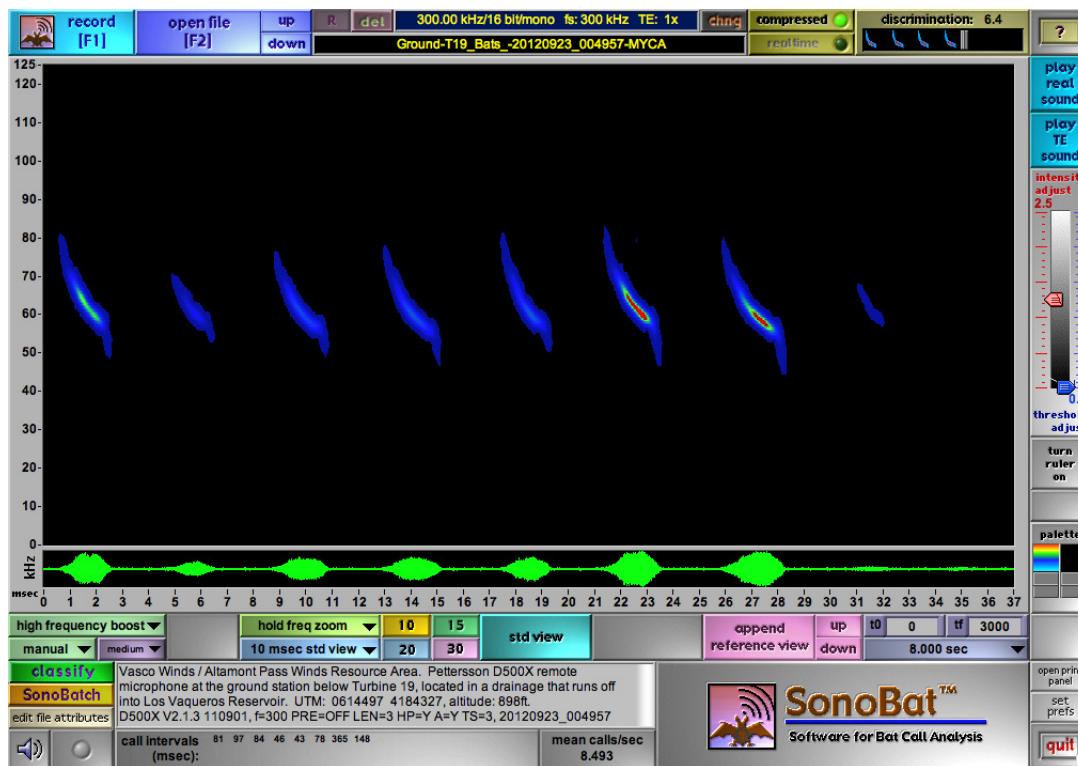 record
[F1]
open file
[F2]
up
down
R
del
300.00 kHz/16 bit/mono fs: 300 kHz TE: 1x
chng
Ground-T19_Bats_-20120923_004957-MYCA
compressed
realtime
discrimination: 6.4
?
125-
120-
110-
100-
90-
80-
70-
60-
50-
40-
30-
20-
10-
0-
kHz
msec
0 1 2 3 4 5 6 7 8 9 10 11 12 13 14 15 16 17 18 19 20 21 22 23 24 25 26 27 28 29 30 31 32 33 34 35 36 37
play
real
sound
play
TE
sound
intensit
adjust
2.5
0.
thresho
adjus
turn
ruler
on
palette
high frequency boost
manual
medium
hold freq zoom
10
15
10 msec std view
20
30
std view
append
reference view
up
down
t0 0 tf 3000
8.000 sec
classify
SonoBatch
edit file attributes
Vasco Winds / Altamont Pass Winds Resource Area. Pettersson D500X remote
microphone at the ground station below Turbine 19, located in a drainage that runs off
into Los Vaqueros Reservoir. UTM: 0614497 4184327, altitude: 898ft.
D500X V2.1.3 110901, f=300 PRE=OFF LEN=3 HP=Y A=Y TS=3, 20120923_004957
call intervals
(msec):
81 97 84 46 43 78 365 148
mean calls/sec
8.493
SonoBat™
Software for Bat Call Analysis
open prin
panel
set
prefs
quit